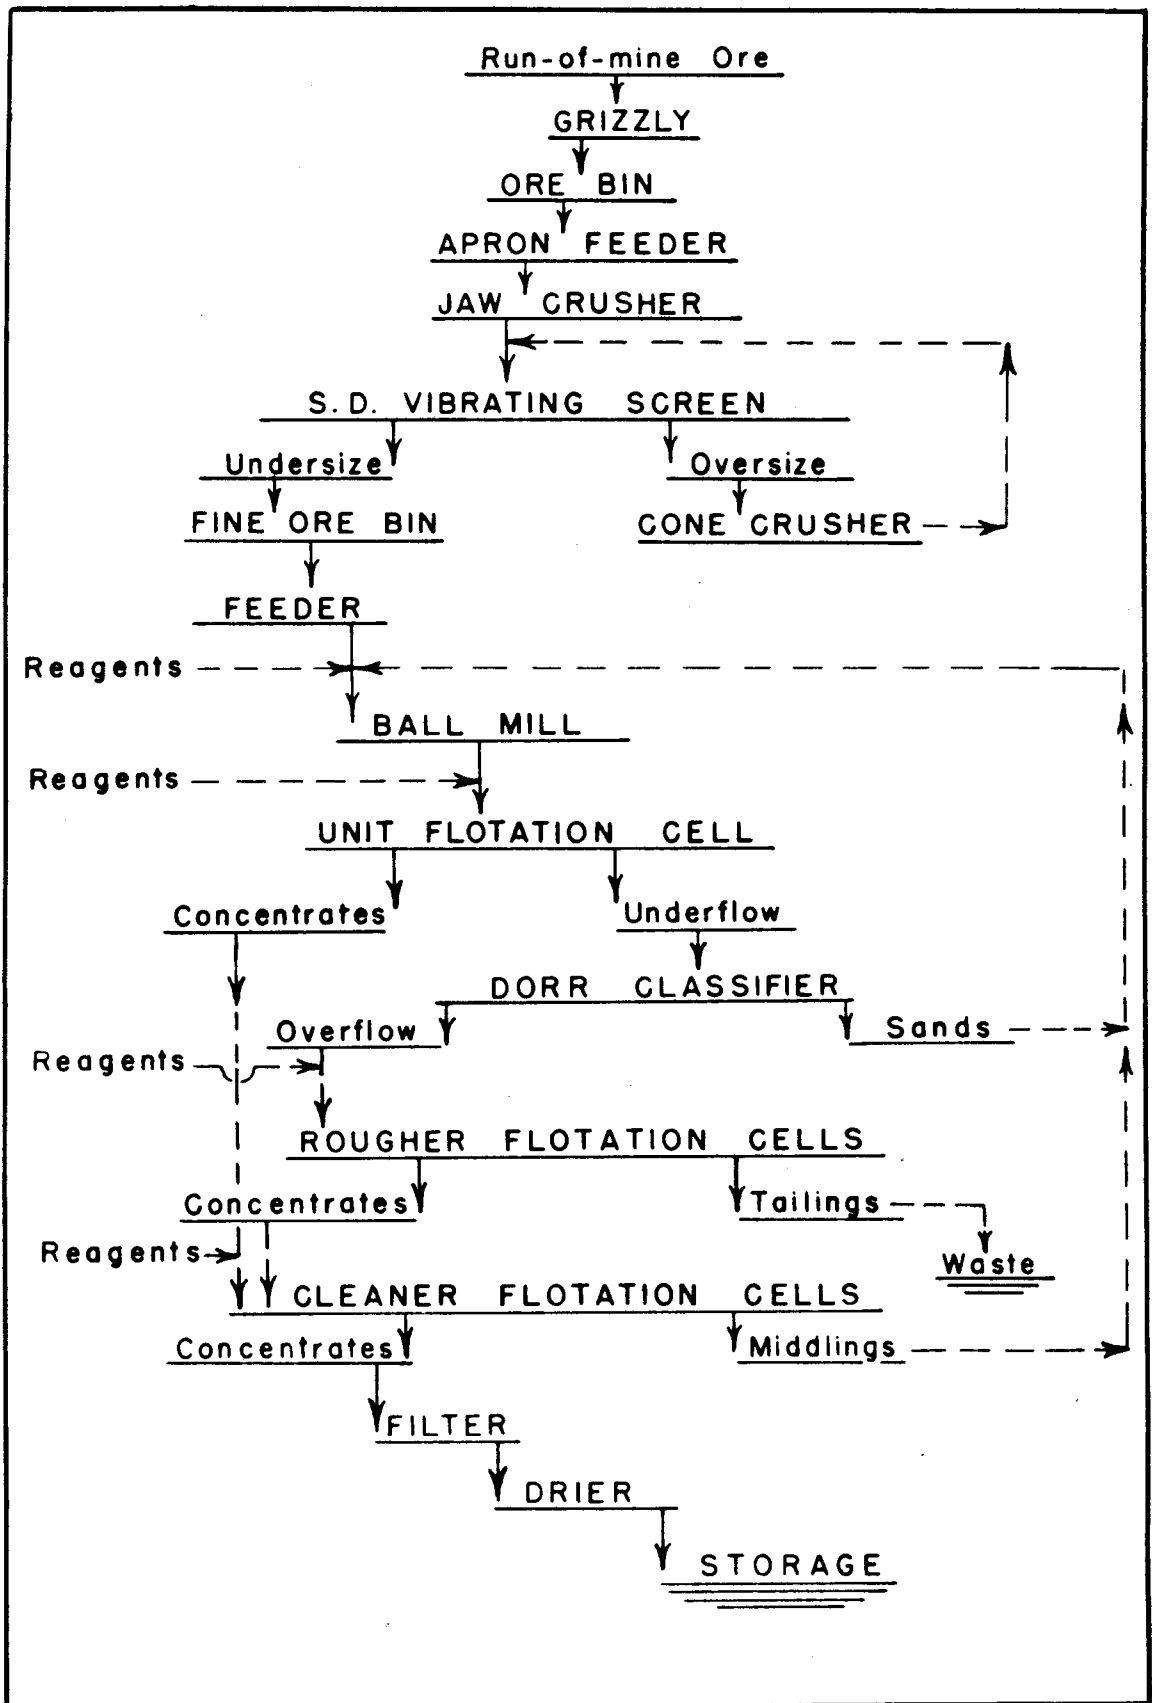 Run-of-mine Ore
GRIZZLY
ORE BIN
APRON FEEDER
JAW CRUSHER
S.D. VIBRATING SCREEN
Undersize
Oversize
FINE ORE BIN
CONE CRUSHER
FEEDER
Reagents
BALL MILL
Reagents
UNIT FLOTATION CELL
Concentrates
Underflow
DORR CLASSIFIER
Overflow
Sands
Reagents
ROUGHER FLOTATION CELLS
Concentrates
Tailings
Reagents
Waste
CLEANER FLOTATION CELLS
Concentrates
Middlings
FILTER
DRIER
STORAGE